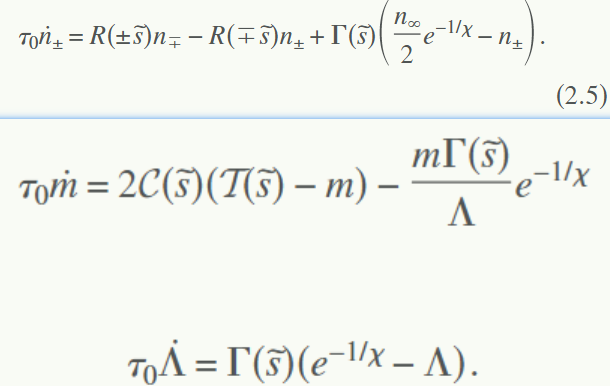 τ₀ṅ± = R(±s̃)n∓ − R(∓s̃)n± + Γ(s̃)(n∞/2 e^−1/χ − n±).
(2.5)
τ₀ṁ = 2𝒞(s̃)(𝒯(s̃) − m) − mΓ(s̃)/Λ e^−1/χ
τ₀Λ̇ = Γ(s̃)(e^−1/χ − Λ).